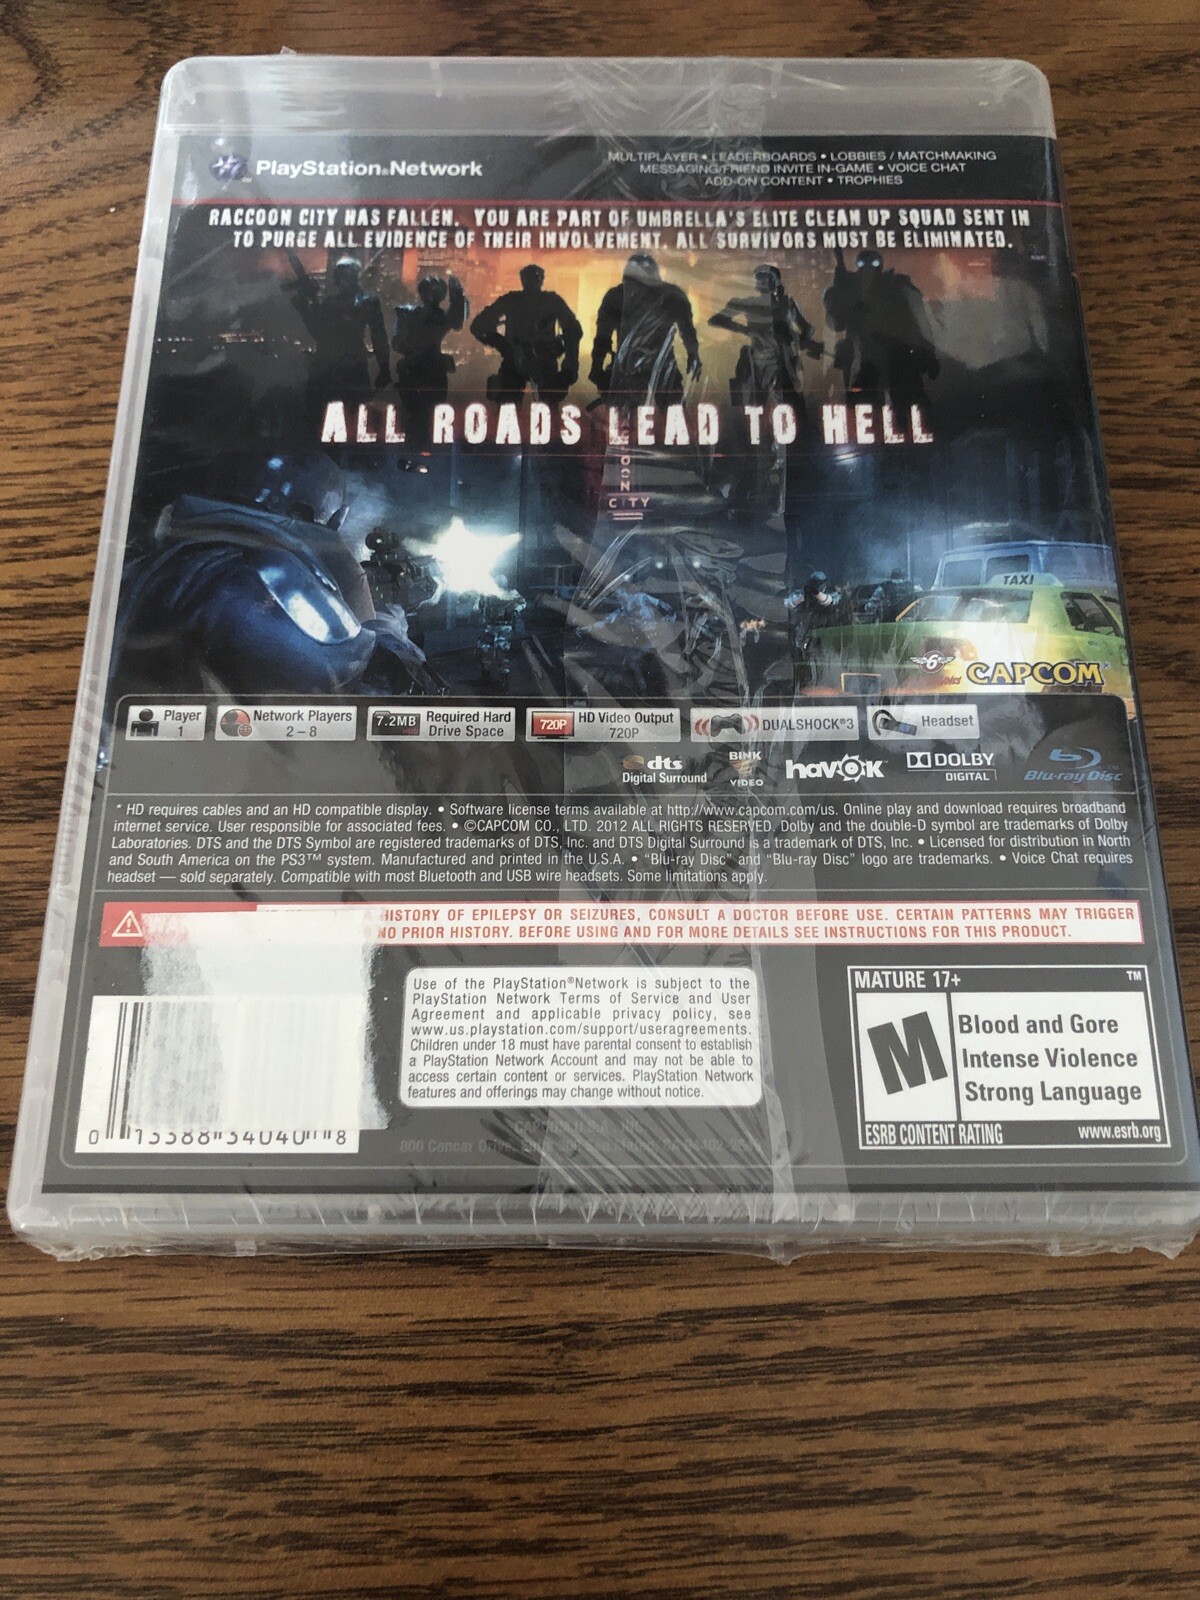 PlayStation®Network
MULTIPLAYER • LEADERBOARDS • LOBBIES / MATCHMAKING
MESSAGING/FRIEND INVITE IN-GAME • VOICE CHAT
ADD-ON CONTENT • TROPHIES
RACCOON CITY HAS FALLEN. YOU ARE PART OF UMBRELLA'S ELITE CLEAN UP SQUAD SENT IN
TO PURGE ALL EVIDENCE OF THEIR INVOLVEMENT. ALL SURVIVORS MUST BE ELIMINATED.
ALL ROADS LEAD TO HELL
CITY
TAXI
6
CAPCOM
Player
1
Network Players
2 – 8
7.2MB
Required Hard
Drive Space
720P
HD Video Output
720P
DUALSHOCK®3
Headset
dts
Digital Surround
BINK
VIDEO
havok
DOLBY
DIGITAL
Blu-ray Disc
* HD requires cables and an HD compatible display. • Software license terms available at http://www.capcom.com/us. Online play and download requires broadband
internet service. User responsible for associated fees. • ©CAPCOM CO., LTD. 2012 ALL RIGHTS RESERVED. Dolby and the double-D symbol are trademarks of Dolby
Laboratories. DTS and the DTS Symbol are registered trademarks of DTS, Inc. and DTS Digital Surround is a trademark of DTS, Inc. • Licensed for distribution in North
and South America on the PS3™ system. Manufactured and printed in the U.S.A. • "Blu-ray Disc" and "Blu-ray Disc" logo are trademarks. • Voice Chat requires
headset — sold separately. Compatible with most Bluetooth and USB wire headsets. Some limitations apply.
HISTORY OF EPILEPSY OR SEIZURES, CONSULT A DOCTOR BEFORE USE. CERTAIN PATTERNS MAY TRIGGER
NO PRIOR HISTORY. BEFORE USING AND FOR MORE DETAILS SEE INSTRUCTIONS FOR THIS PRODUCT.
Use of the PlayStation®Network is subject to the
PlayStation Network Terms of Service and User
Agreement and applicable privacy policy, see
www.us.playstation.com/support/useragreements.
Children under 18 must have parental consent to establish
a PlayStation Network Account and may not be able to
access certain content or services. PlayStation Network
features and offerings may change without notice.
MATURE 17+ ™
M
Blood and Gore
Intense Violence
Strong Language
ESRB CONTENT RATING www.esrb.org
0 13388 34040 8
CAPCOM U.S.A., INC.